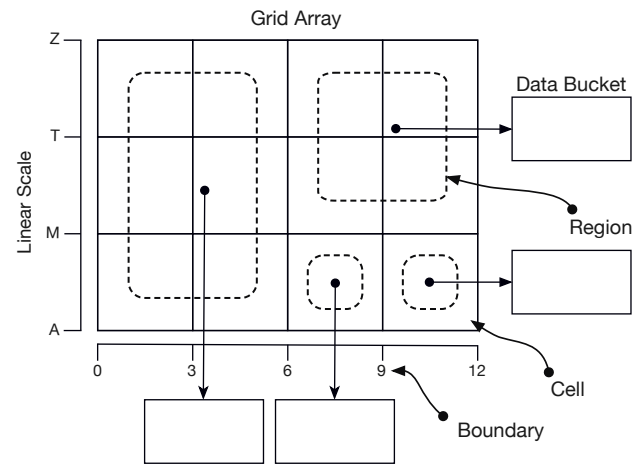 Grid Array
Z
Data Bucket
T
Linear Scale
Region
M
A
0 3 6 9 12
Cell
Boundary